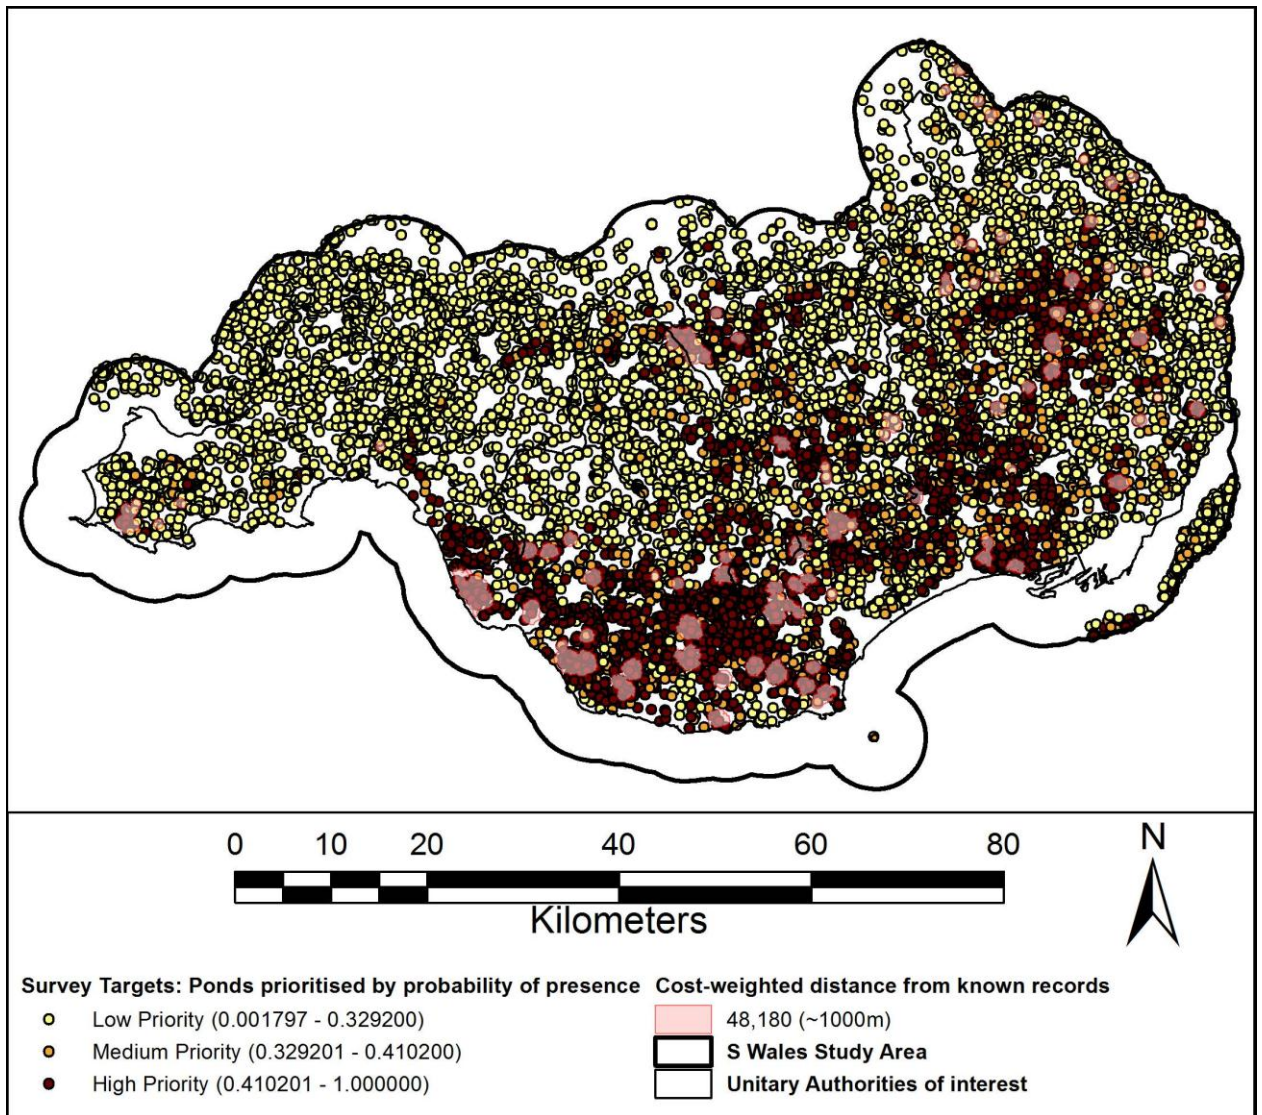 0 10 20 40 60 80
Kilometers
N
Survey Targets: Ponds prioritised by probability of presence
Low Priority (0.001797 - 0.329200)
Medium Priority (0.329201 - 0.410200)
High Priority (0.410201 - 1.000000)
Cost-weighted distance from known records
48,180 (~1000m)
S Wales Study Area
Unitary Authorities of interest